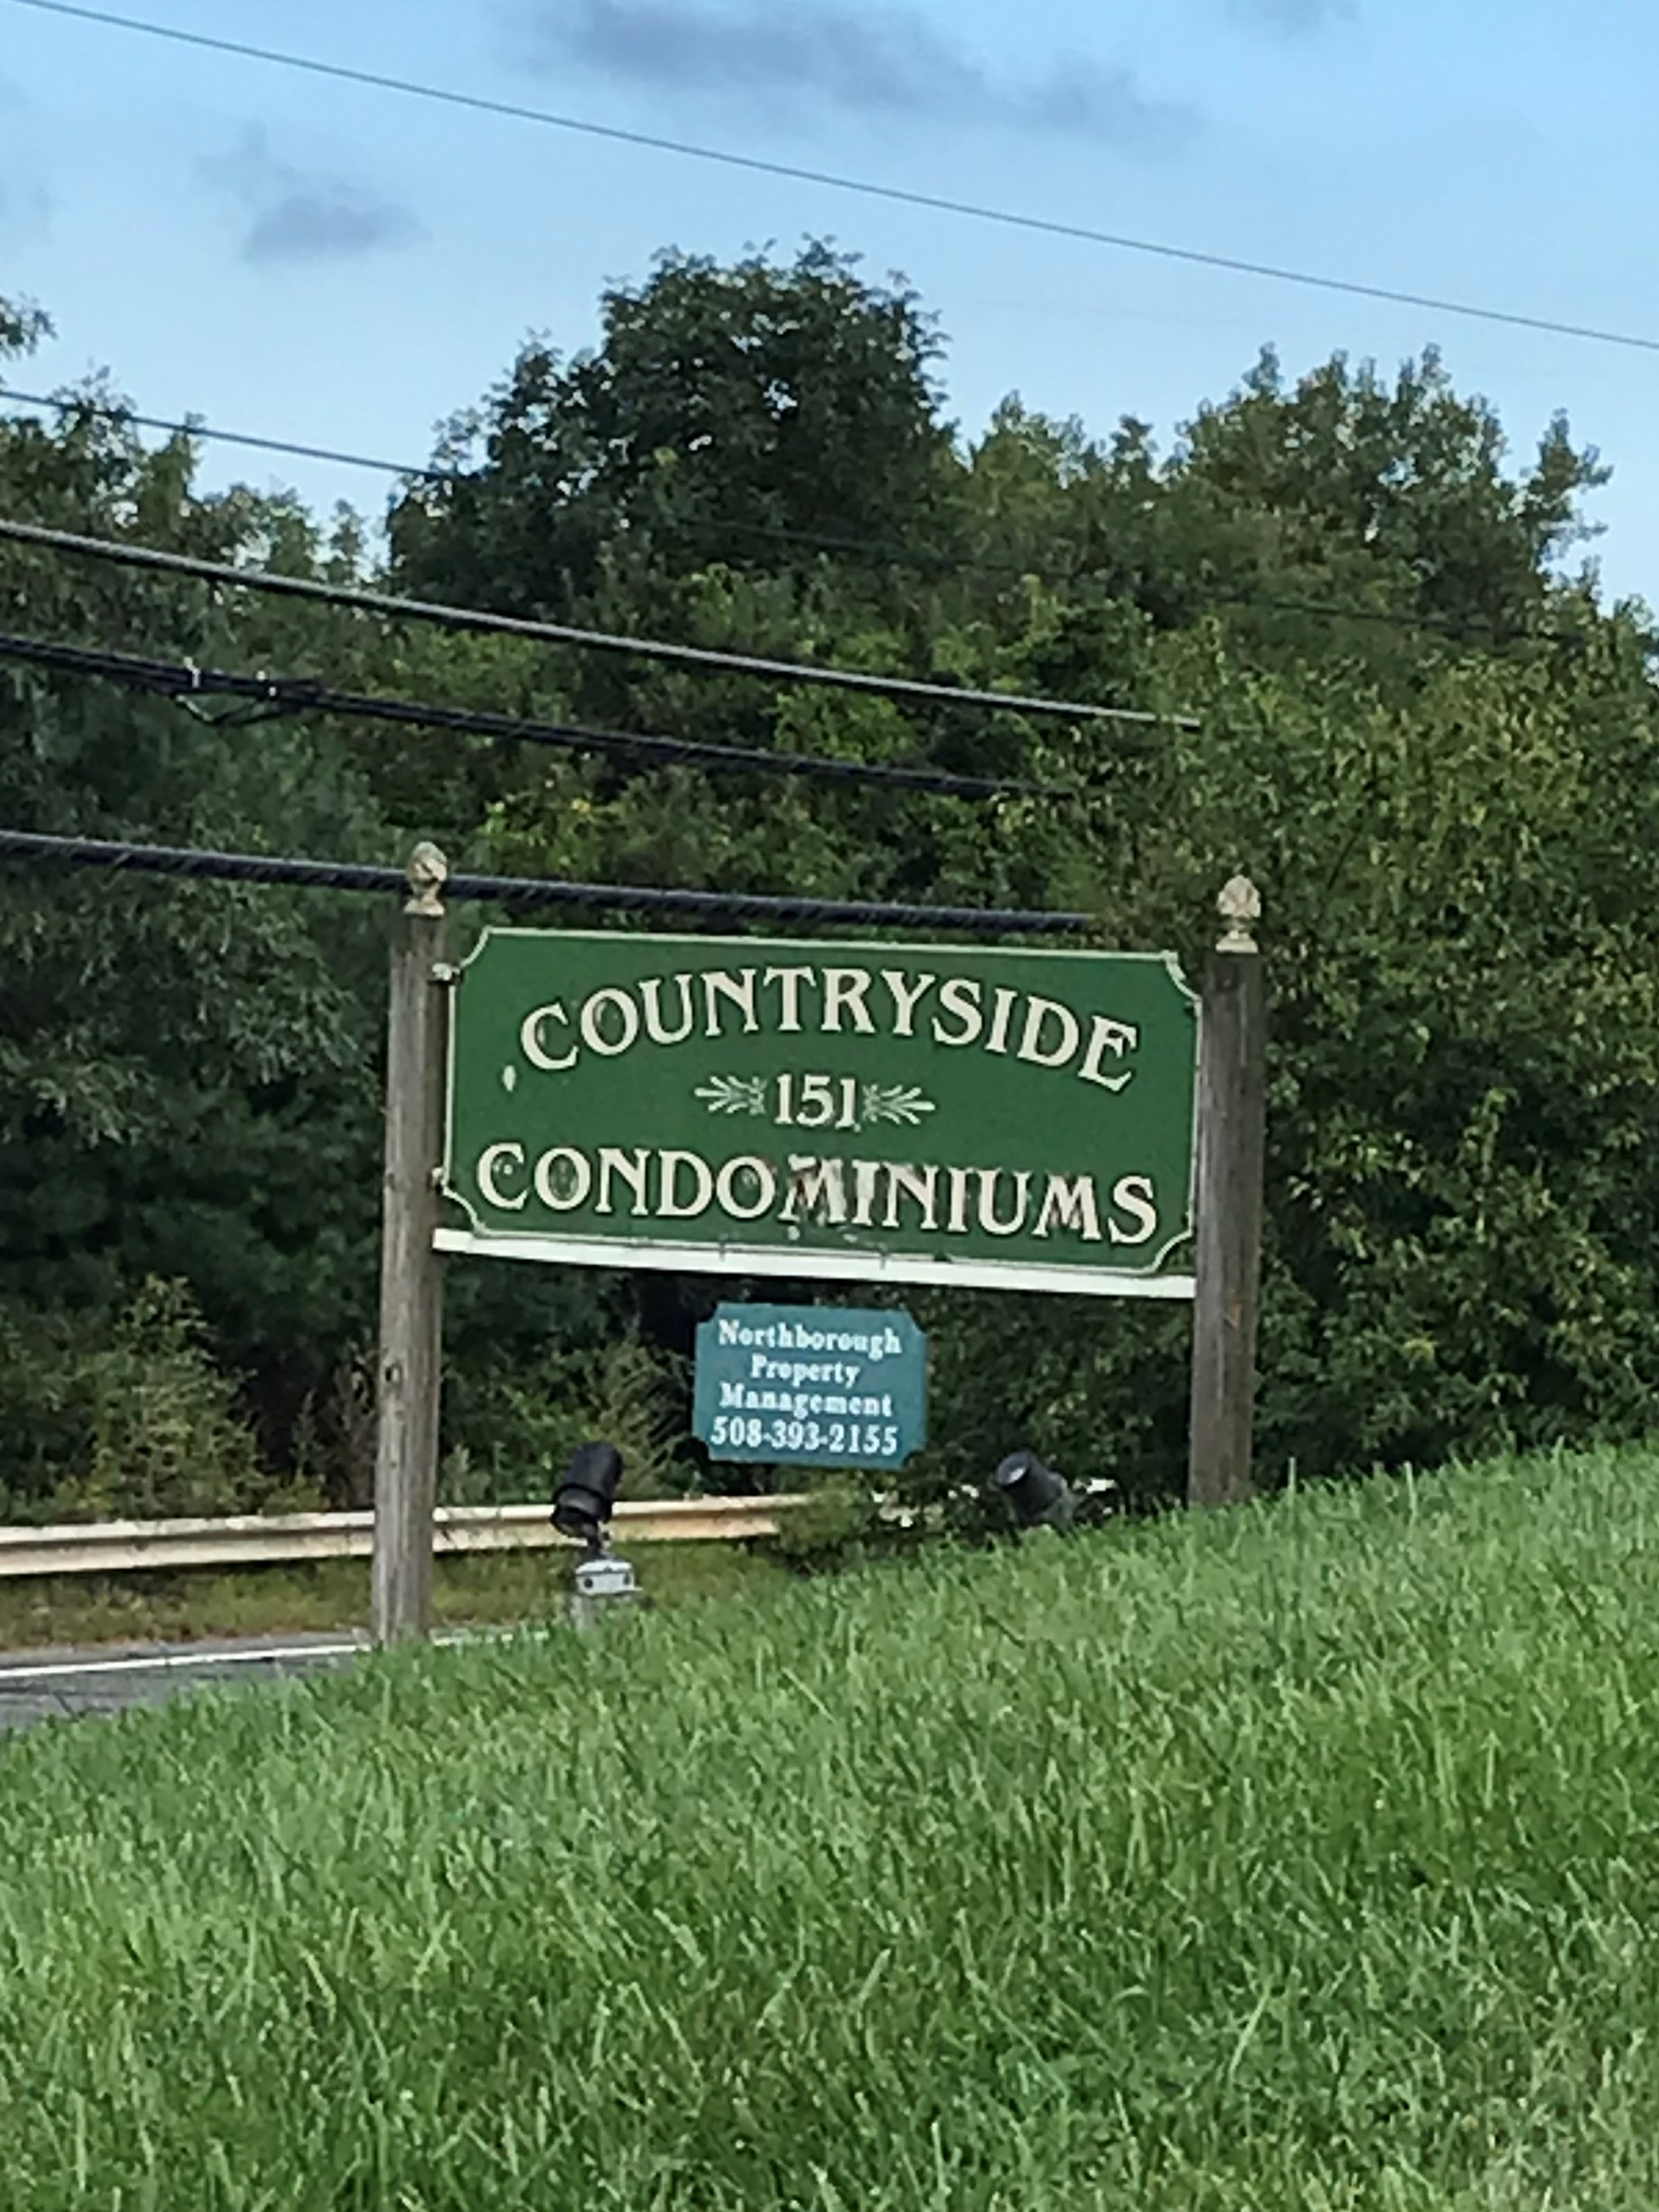 COUNTRYSIDE
151
CONDOMINIUMS
Northborough
Property
Management
508-393-2155